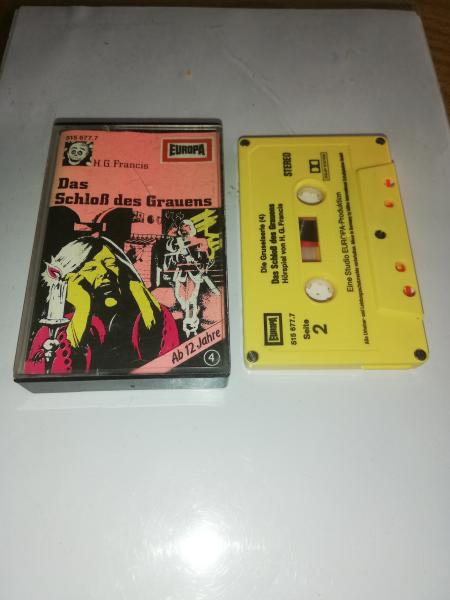 515 677.7
EUROPA
H. G. Francis
Das
Schloß des Grauens
Ab 12 Jahre
4
STEREO
Die Gruselserie (4)
Das Schloß des Grauens
Hörspiel von H. G. Francis
EUROPA
515 677.7
Seite
2
Eine Studio EUROPA-Produktion